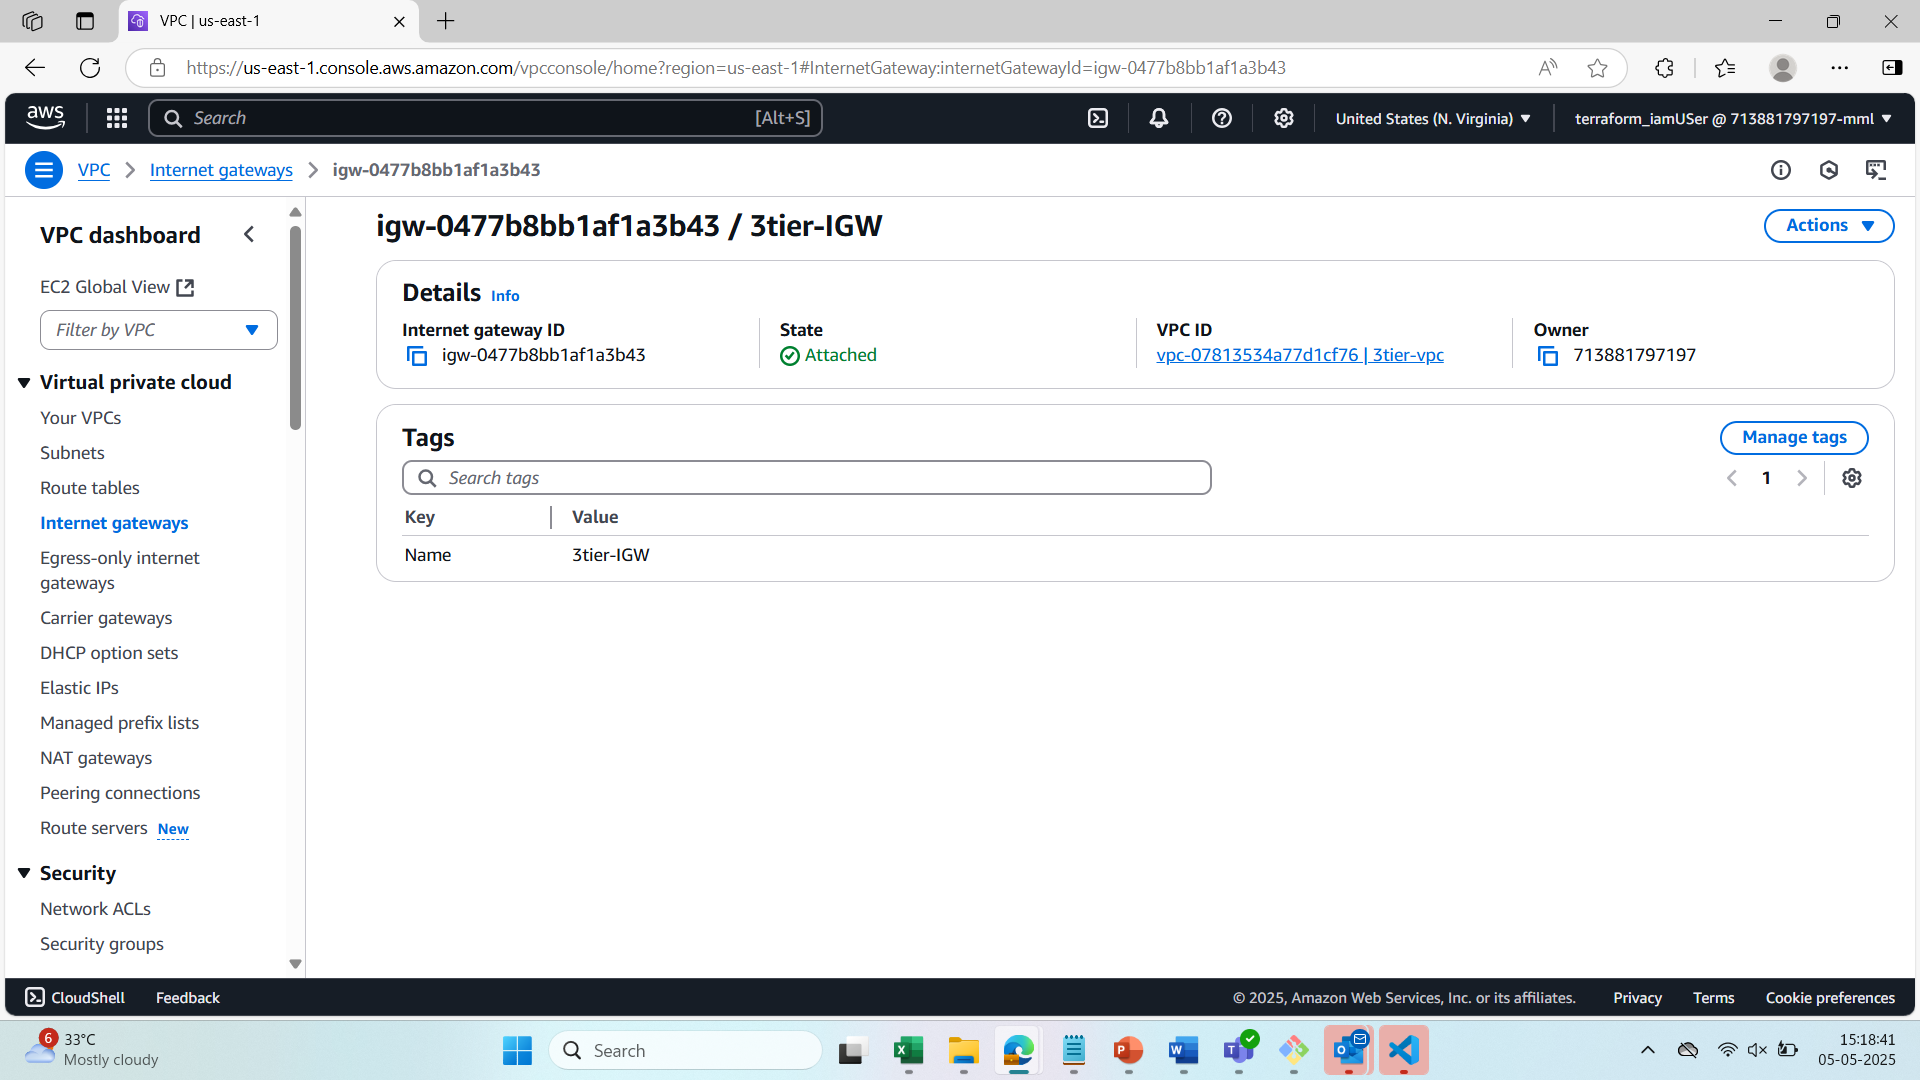 VPC | us-east-1
https://us-east-1.console.aws.amazon.com/vpcconsole/home?region=us-east-1#InternetGateway:internetGatewayId=igw-0477b8bb1af1a3b43
aws
Search [Alt+S]
United States (N. Virginia)
terraform_iamUSer @ 713881797197-mml
VPC
Internet gateways
igw-0477b8bb1af1a3b43
VPC dashboard
EC2 Global View
Filter by VPC
Virtual private cloud
Your VPCs
Subnets
Route tables
Internet gateways
Egress-only internet
gateways
Carrier gateways
DHCP option sets
Elastic IPs
Managed prefix lists
NAT gateways
Peering connections
Route servers New
Security
Network ACLs
Security groups
igw-0477b8bb1af1a3b43 / 3tier-IGW
Actions
Details Info
Internet gateway ID
igw-0477b8bb1af1a3b43
State
Attached
VPC ID
vpc-07813534a77d1cf76 | 3tier-vpc
Owner
713881797197
Tags
Manage tags
Search tags
1
Key Value
Name 3tier-IGW
CloudShell
Feedback
© 2025, Amazon Web Services, Inc. or its affiliates.
Privacy
Terms
Cookie preferences
6
33°C
Mostly cloudy
Search
15:18:41
05-05-2025